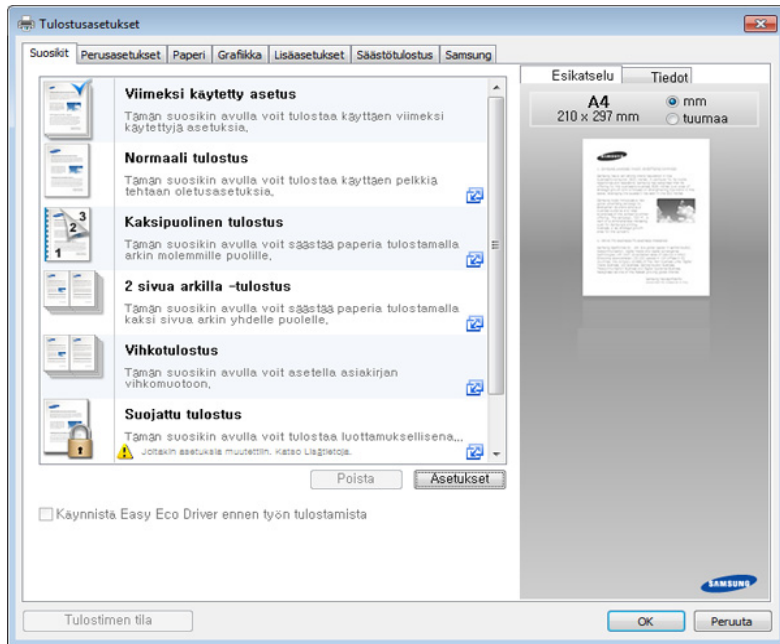 Tulostusasetukset
Suosikit Perusasetukset Paperi Grafiikka Lisäasetukset Säästötulostus Samsung
Viimeksi käytetty asetus
Tämän suosikin avulla voit tulostaa käyttäen viimeksi
käytettyjä asetuksia.
Normaali tulostus
Tämän suosikin avulla voit tulostaa käyttäen pelkkiä
tehtaan oletusasetuksia.
Kaksipuolinen tulostus
Tämän suosikin avulla voit säästää paperia tulostamalla
arkin molemmille puolille.
2 sivua arkilla -tulostus
Tämän suosikin avulla voit säästää paperia tulostamalla
kaksi sivua arkin yhdelle puolelle.
Vihkotulostus
Tämän suosikin avulla voit asetella asiakirjan
vihkomuotoon.
Suojattu tulostus
Tämän suosikin avulla voit tulostaa luottamuksellisena...
Joitakin asetuksia muutettiin. Katso Lisätietoja.
Poista Asetukset
Käynnistä Easy Eco Driver ennen työn tulostamista
Esikatselu Tiedot
A4
210 x 297 mm
mm
tuumaa
SAMSUNG
SAMSUNG
Tulostimen tila OK Peruuta
1 2 3